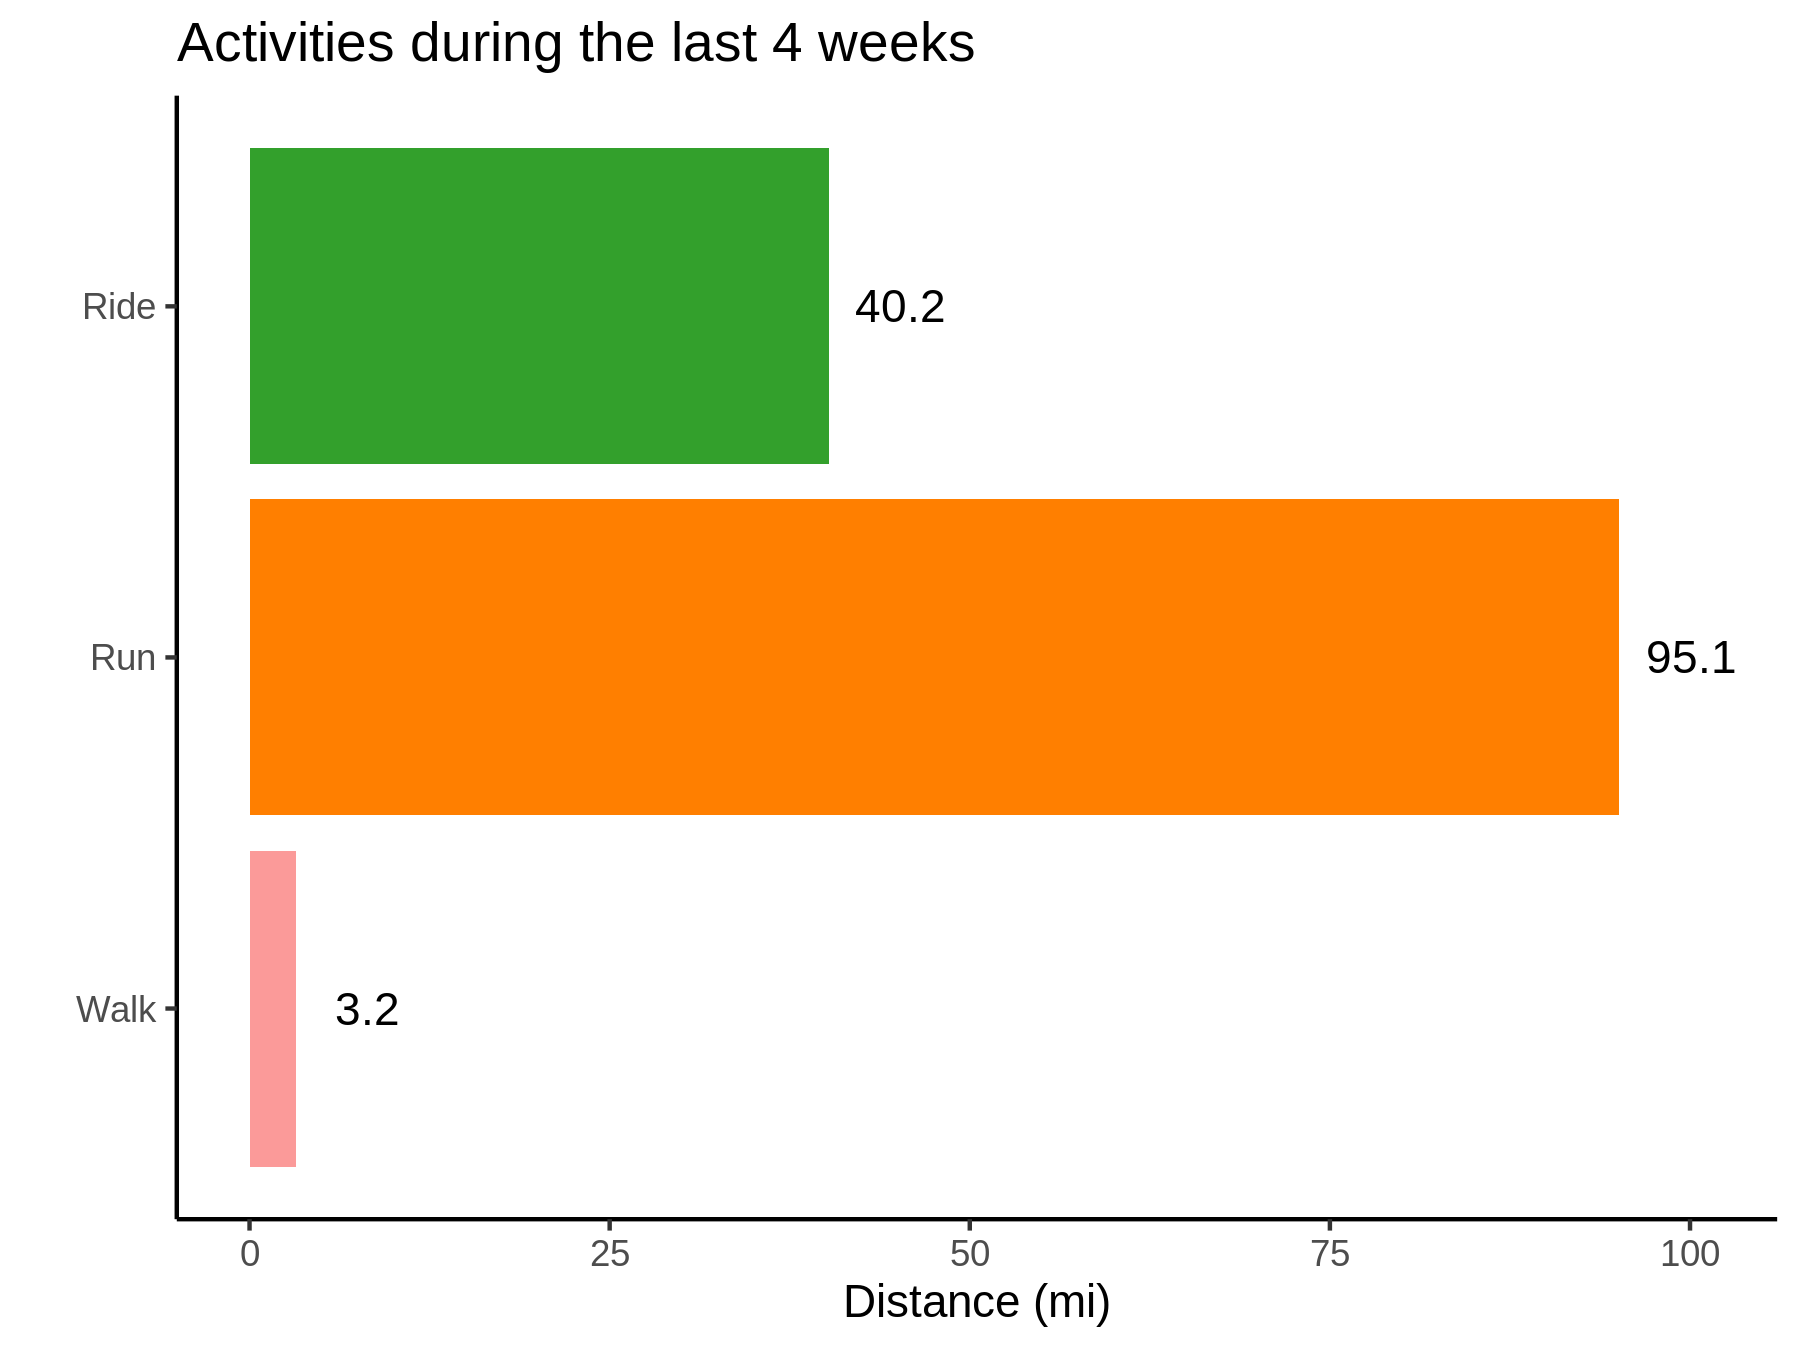 Activities during the last 4 weeks
Ride
40.2
Run
95.1
Walk
3.2
0 25 50 75 100
Distance (mi)